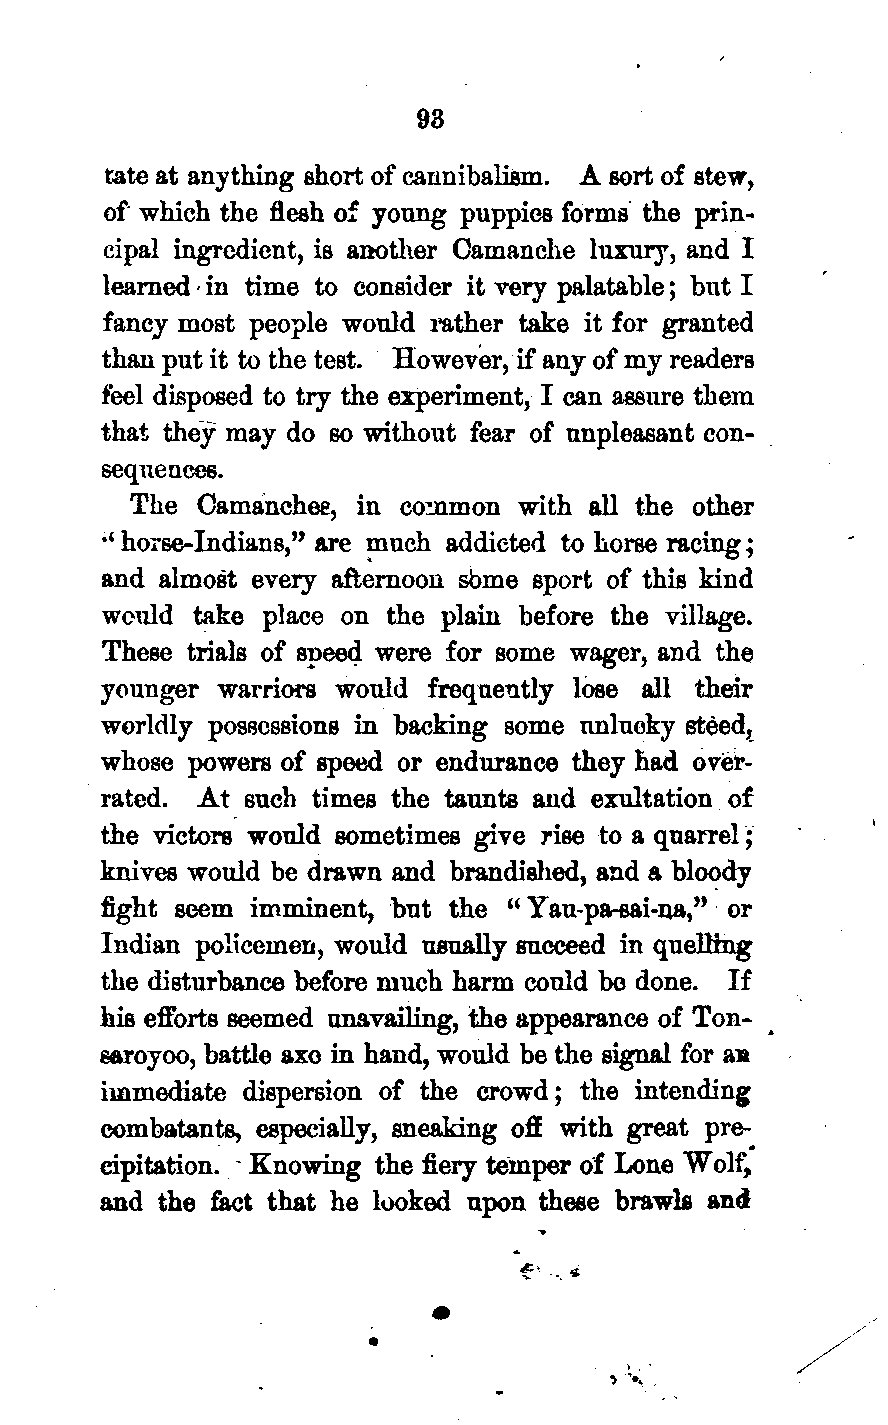 93
tate at anything short of cannibalism. A sort of stew,
of which the flesh of young puppies forms the prin-
cipal ingredient, is another Camanche luxury, and I
learned in time to consider it very palatable; but I
fancy most people would rather take it for granted
than put it to the test. However, if any of my readers
feel disposed to try the experiment, I can assure them
that they may do so without fear of unpleasant con-
sequences.
The Camanches, in common with all the other
"horse-Indians," are much addicted to horse racing;
and almost every afternoon some sport of this kind
would take place on the plain before the village.
These trials of speed were for some wager, and the
younger warriors would frequently lose all their
worldly possessions in backing some unlucky steed,
whose powers of speed or endurance they had over-
rated. At such times the taunts and exultation of
the victors would sometimes give rise to a quarrel;
knives would be drawn and brandished, and a bloody
fight seem imminent, but the "Yau-pa-sai-na," or
Indian policemen, would usually succeed in quelling
the disturbance before much harm could be done. If
his efforts seemed unavailing, the appearance of Ton-
saroyoo, battle axe in hand, would be the signal for an
immediate dispersion of the crowd; the intending
combatants, especially, sneaking off with great pre-
cipitation. Knowing the fiery temper of Lone Wolf,
and the fact that he looked upon these brawls and